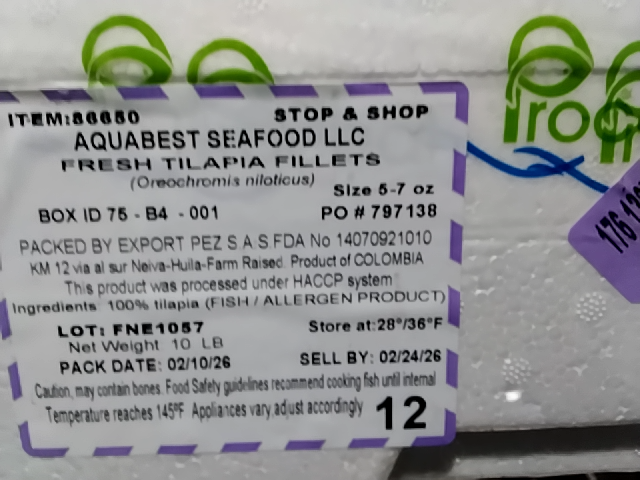 ITEM:86650 STOP & SHOP
AQUABEST SEAFOOD LLC
FRESH TILAPIA FILLETS
(Oreochromis niloticus)
Size 5-7 oz
BOX ID 75 - B4 - 001 PO # 797138
PACKED BY EXPORT PEZ S.A.S FDA No 14070921010
KM 12 via al sur Neiva-Huila-Farm Raised. Product of COLOMBIA
This product was processed under HACCP system
Ingredients: 100% tilapia (FISH / ALLERGEN PRODUCT)
LOT: FNE1057 Store at:28°/36°F
Net Weight 10 LB
PACK DATE: 02/10/26 SELL BY: 02/24/26
Caution, may contain bones. Food Safety guidelines recommend cooking fish until internal
Temperature reaches 145°F Appliances vary,adjust accordingly
12